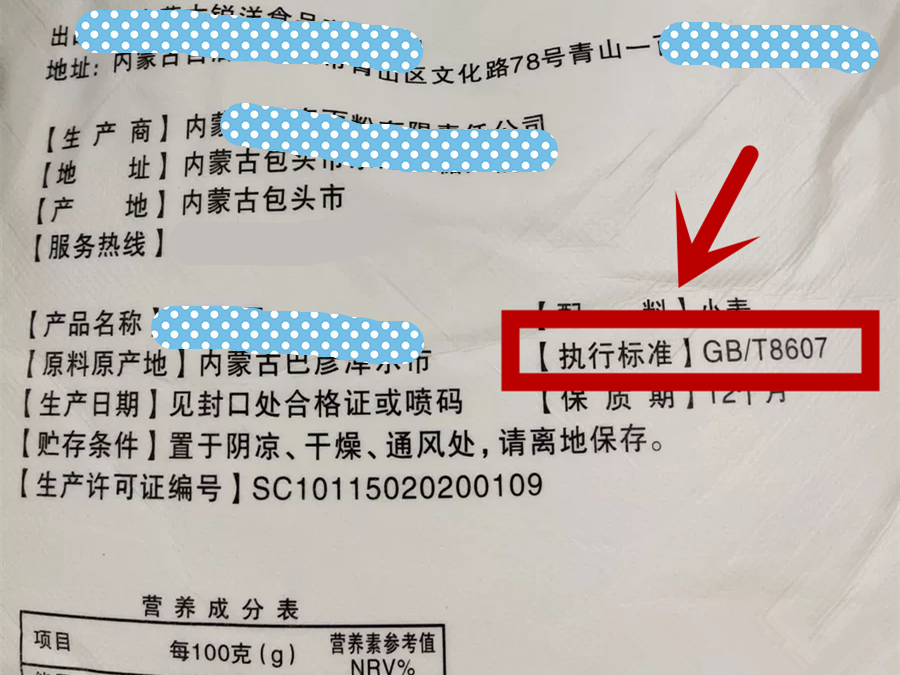 地址：内蒙古 市青山区文化路78号青山一
【生 产 商】内蒙 有限责任公司
【地 址】内蒙古包头市
【产 地】内蒙古包头市
【服务热线】
【产品名称
【配 料】小麦
【原料原产地】内蒙古巴彦淖尔市
【执行标准】GB/T8607
【生产日期】见封口处合格证或喷码
【保 质 期】12个月
【贮存条件】置于阴凉、干燥、通风处，请离地保存。
【生产许可证编号】SC10115020200109
营养成分表
项目 每100克(g) 营养素参考值
NRV%